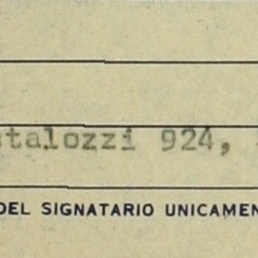 stalozzi 924,
DEL SIGNATARIO UNICAMEN